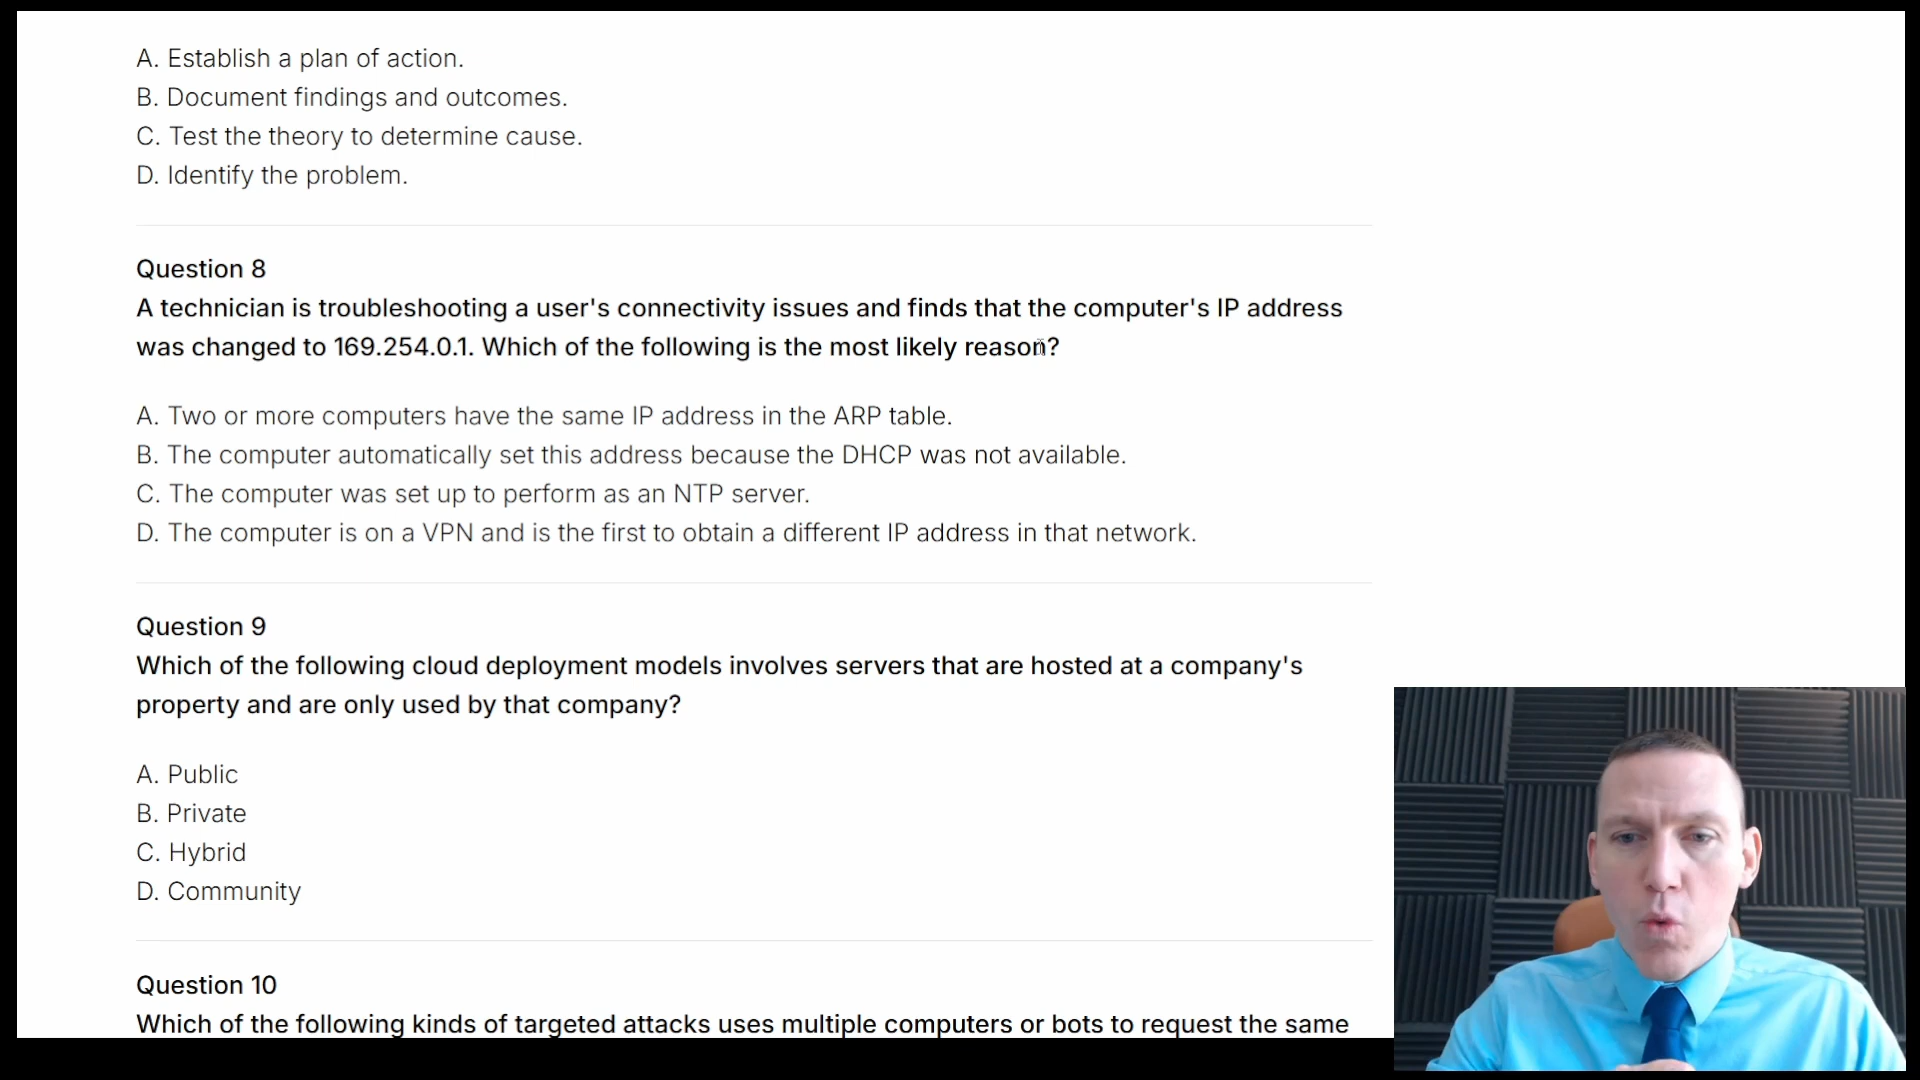 A. Establish a plan of action.
B. Document findings and outcomes.
C. Test the theory to determine cause.
D. Identify the problem.
Question 8
A technician is troubleshooting a user's connectivity issues and finds that the computer's IP address
was changed to 169.254.0.1. Which of the following is the most likely reason?
A. Two or more computers have the same IP address in the ARP table.
B. The computer automatically set this address because the DHCP was not available.
C. The computer was set up to perform as an NTP server.
D. The computer is on a VPN and is the first to obtain a different IP address in that network.
Question 9
Which of the following cloud deployment models involves servers that are hosted at a company's
property and are only used by that company?
A. Public
B. Private
C. Hybrid
D. Community
Question 10
Which of the following kinds of targeted attacks uses multiple computers or bots to request the same